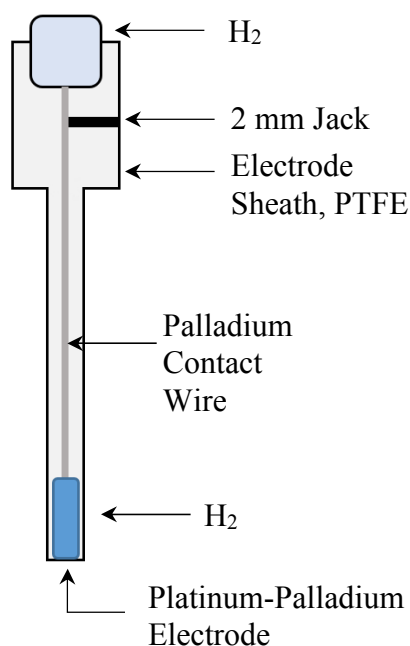 H₂
2 mm Jack
Electrode
Sheath, PTFE
Palladium
Contact
Wire
H₂
Platinum-Palladium
Electrode